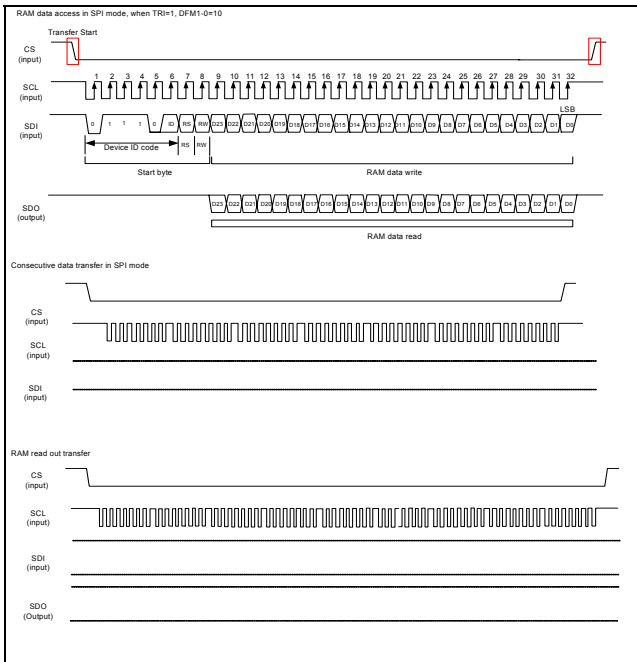 RAM data access in SPI mode, when TRI=1, DFM1-0=10
Transfer Start
CS
(input)
1 2 3 4 5 6 7 8 9 10 11 12 13 14 15 16 17 18 19 20 21 22 23 24 25 26 27 28 29 30 31 32
SCL
(input)
LSB
SDI
(input)
0 1 1 1 0 ID RS RW D23 D22 D21 D20 D19 D18 D17 D16 D15 D14 D13 D12 D11 D10 D9 D8 D7 D6 D5 D4 D3 D2 D1 D0
Device ID code RS RW
Start byte RAM data write
SDO
(output)
D23 D22 D21 D20 D19 D18 D17 D16 D15 D14 D13 D12 D11 D10 D9 D8 D7 D6 D5 D4 D3 D2 D1 D0
RAM data read
Consecutive data transfer in SPI mode
CS
(input)
SCL
(input)
SDI
(input)
RAM read out transfer
CS
(input)
SCL
(input)
SDI
(input)
SDO
(Output)